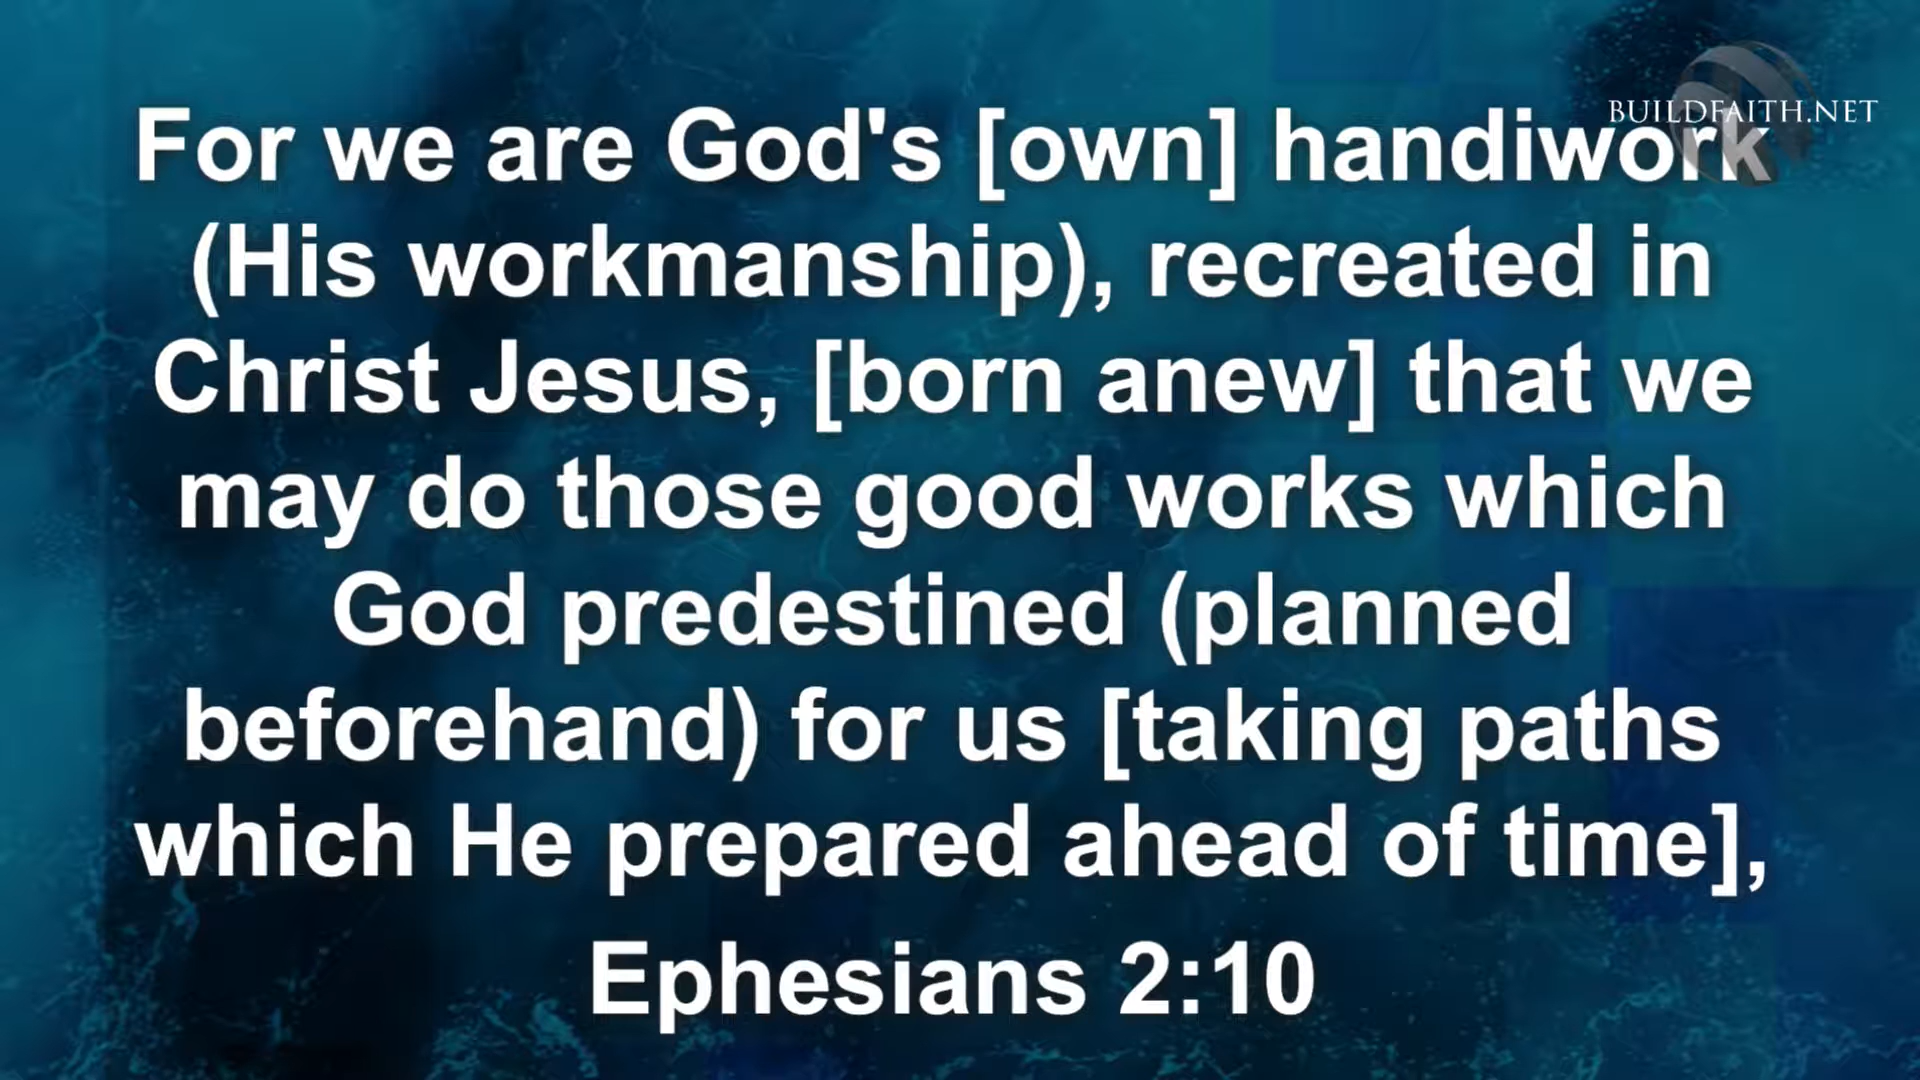 BUILDFAITH.NET
For we are God's [own] handiwork
(His workmanship), recreated in
Christ Jesus, [born anew] that we
may do those good works which
God predestined (planned
beforehand) for us [taking paths
which He prepared ahead of time],
Ephesians 2:10